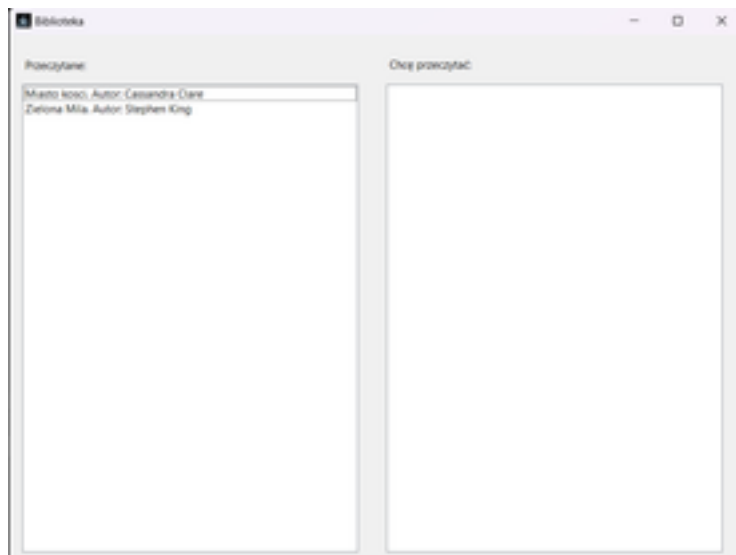 Biblioteka
Przeczytane:
Chcę przeczytać:
Miasto kości. Autor: Cassandra Clare
Zielona Mila. Autor: Stephen King